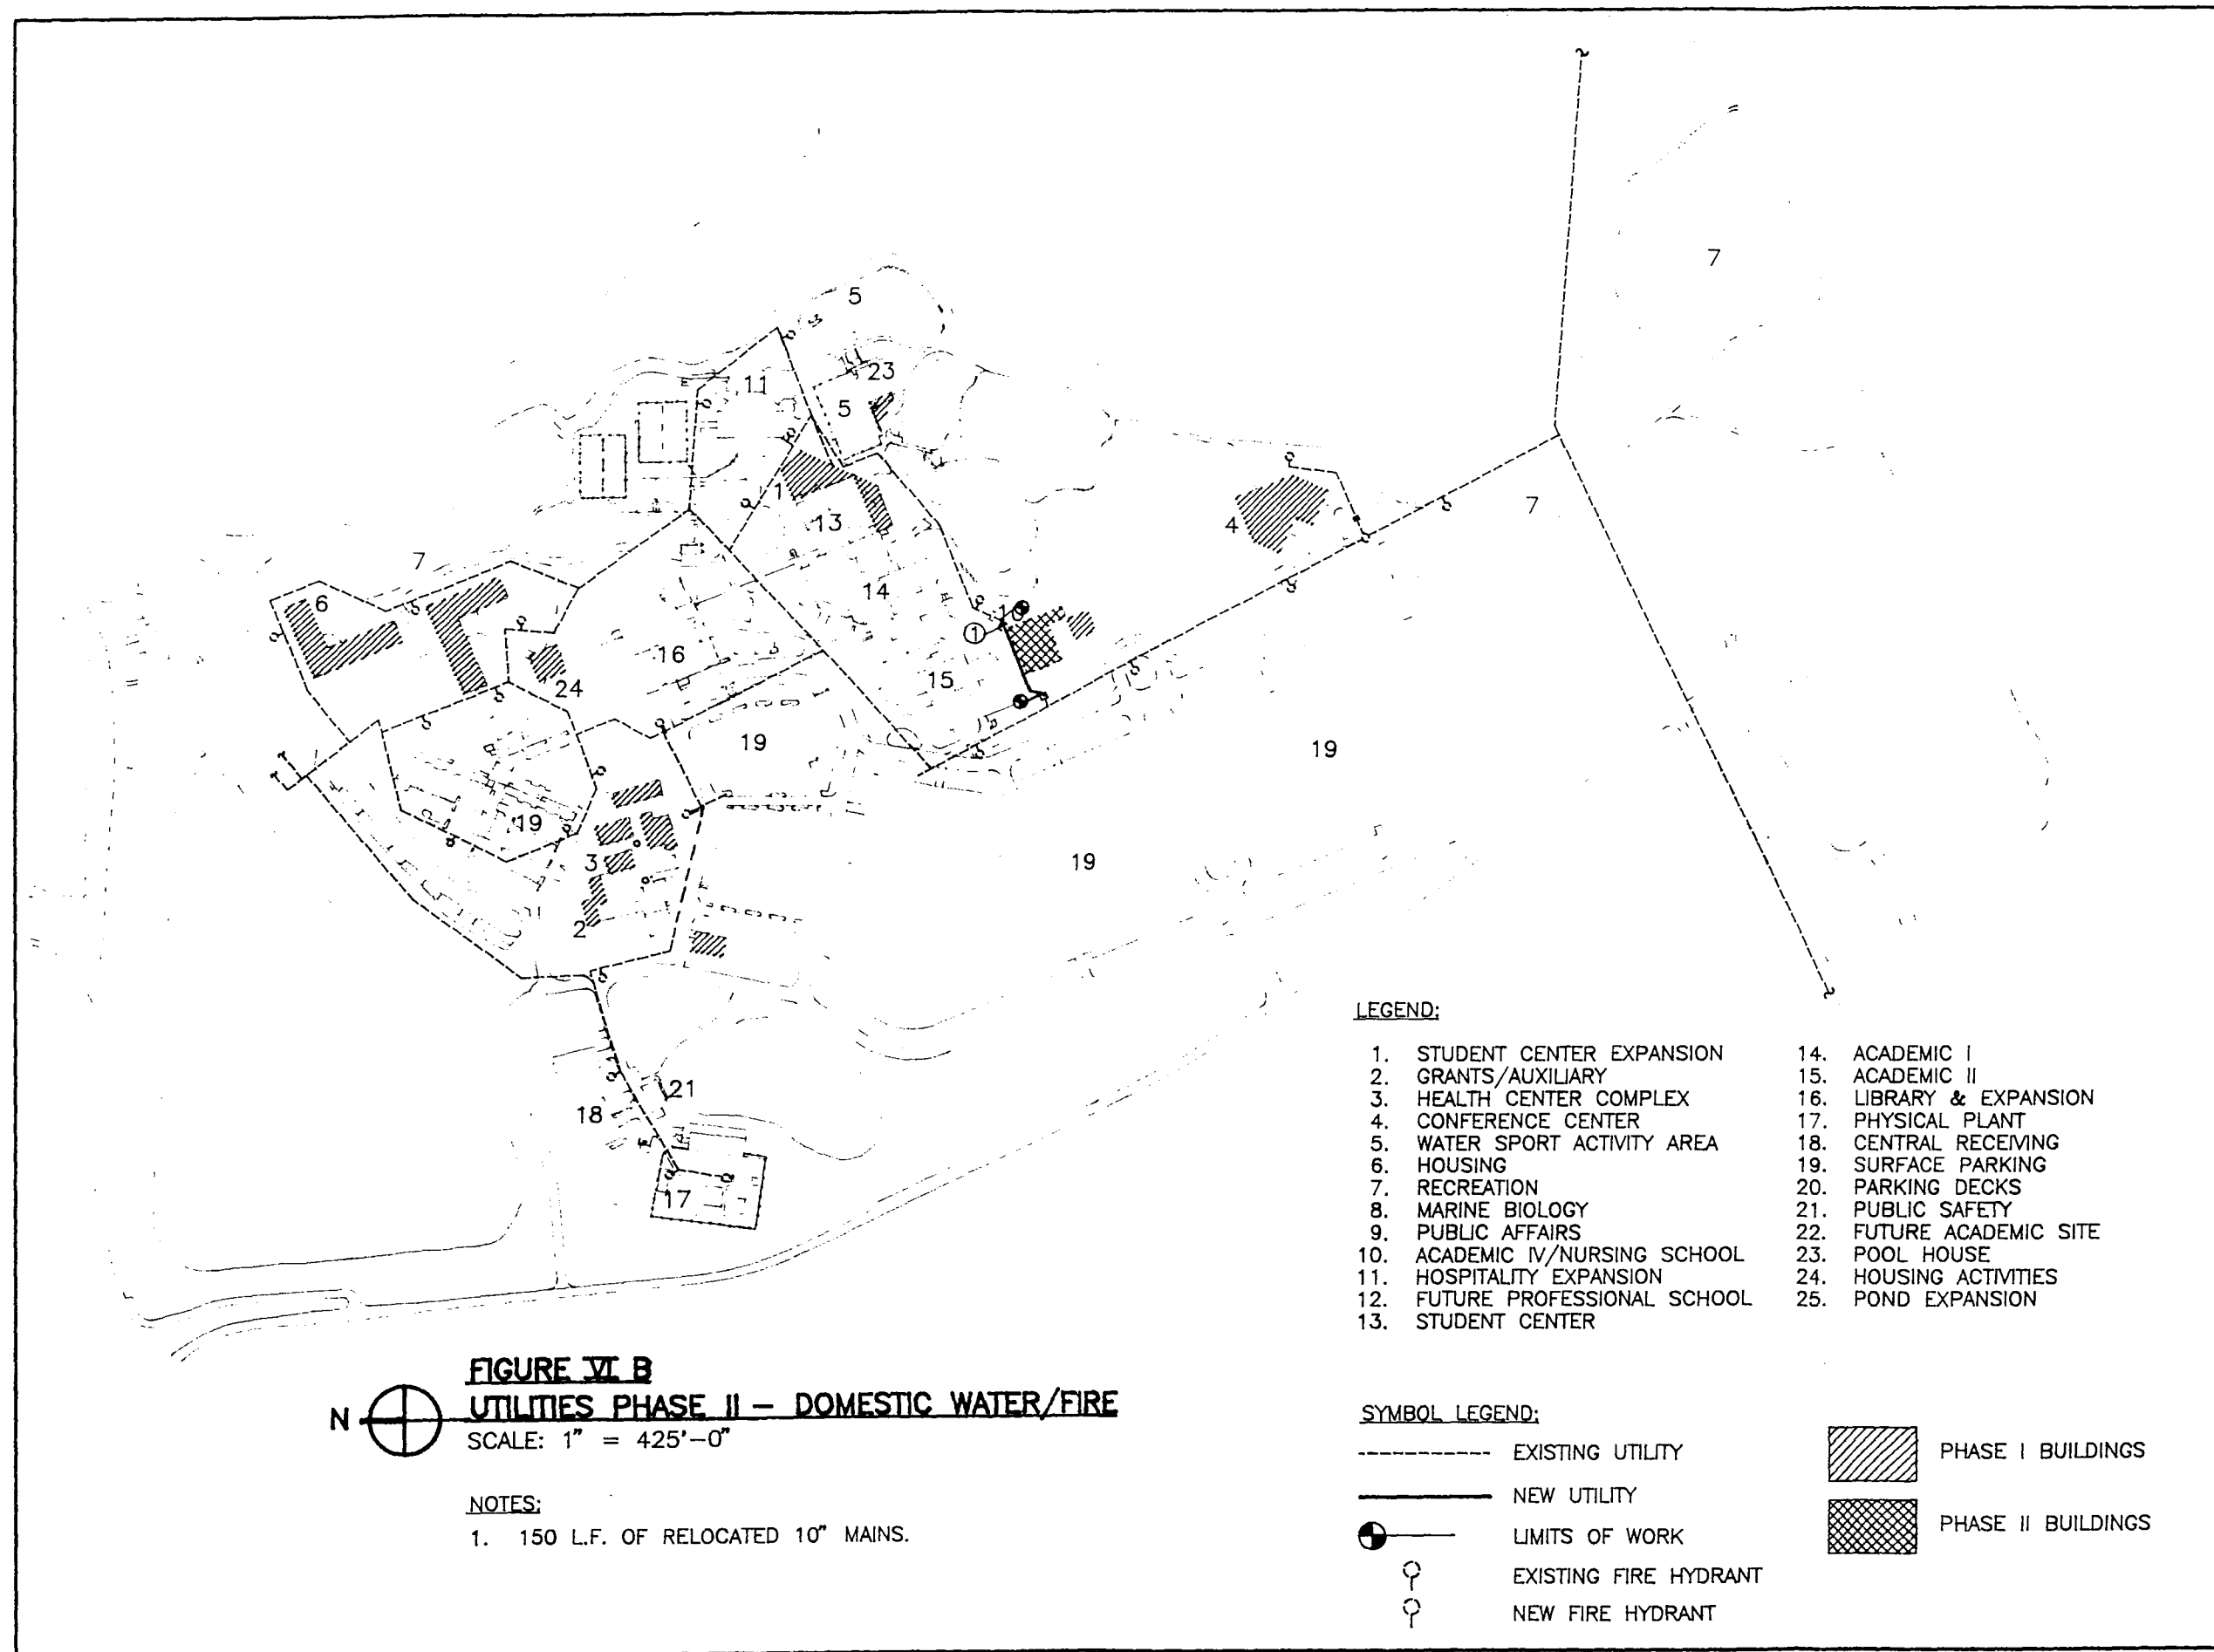 7
5
23
11
5
1
13
4
7
7
6
14
10
1
16
24
15
19
19
19
3
19
2
21
18
17
LEGEND:
1. STUDENT CENTER EXPANSION
2. GRANTS/AUXILIARY
3. HEALTH CENTER COMPLEX
4. CONFERENCE CENTER
5. WATER SPORT ACTIVITY AREA
6. HOUSING
7. RECREATION
8. MARINE BIOLOGY
9. PUBLIC AFFAIRS
10. ACADEMIC IV/NURSING SCHOOL
11. HOSPITALITY EXPANSION
12. FUTURE PROFESSIONAL SCHOOL
13. STUDENT CENTER
14. ACADEMIC I
15. ACADEMIC II
16. LIBRARY & EXPANSION
17. PHYSICAL PLANT
18. CENTRAL RECEIVING
19. SURFACE PARKING
20. PARKING DECKS
21. PUBLIC SAFETY
22. FUTURE ACADEMIC SITE
23. POOL HOUSE
24. HOUSING ACTIVITIES
25. POND EXPANSION
N
FIGURE VI B
UTILITIES PHASE II – DOMESTIC WATER/FIRE
SCALE: 1" = 425'-0"
NOTES:
1. 150 L.F. OF RELOCATED 10" MAINS.
SYMBOL LEGEND:
EXISTING UTILITY
NEW UTILITY
LIMITS OF WORK
EXISTING FIRE HYDRANT
NEW FIRE HYDRANT
PHASE I BUILDINGS
PHASE II BUILDINGS